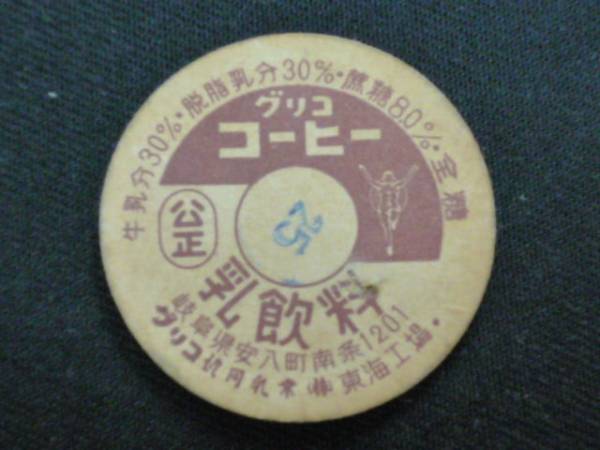 牛乳分30%・脱脂乳分30%・蔗糖8.0%・全糖
グリコ
コーヒー
公正
25
乳飲料
岐阜県安八町南条1201
グリコ協同乳業(株)東海工場・